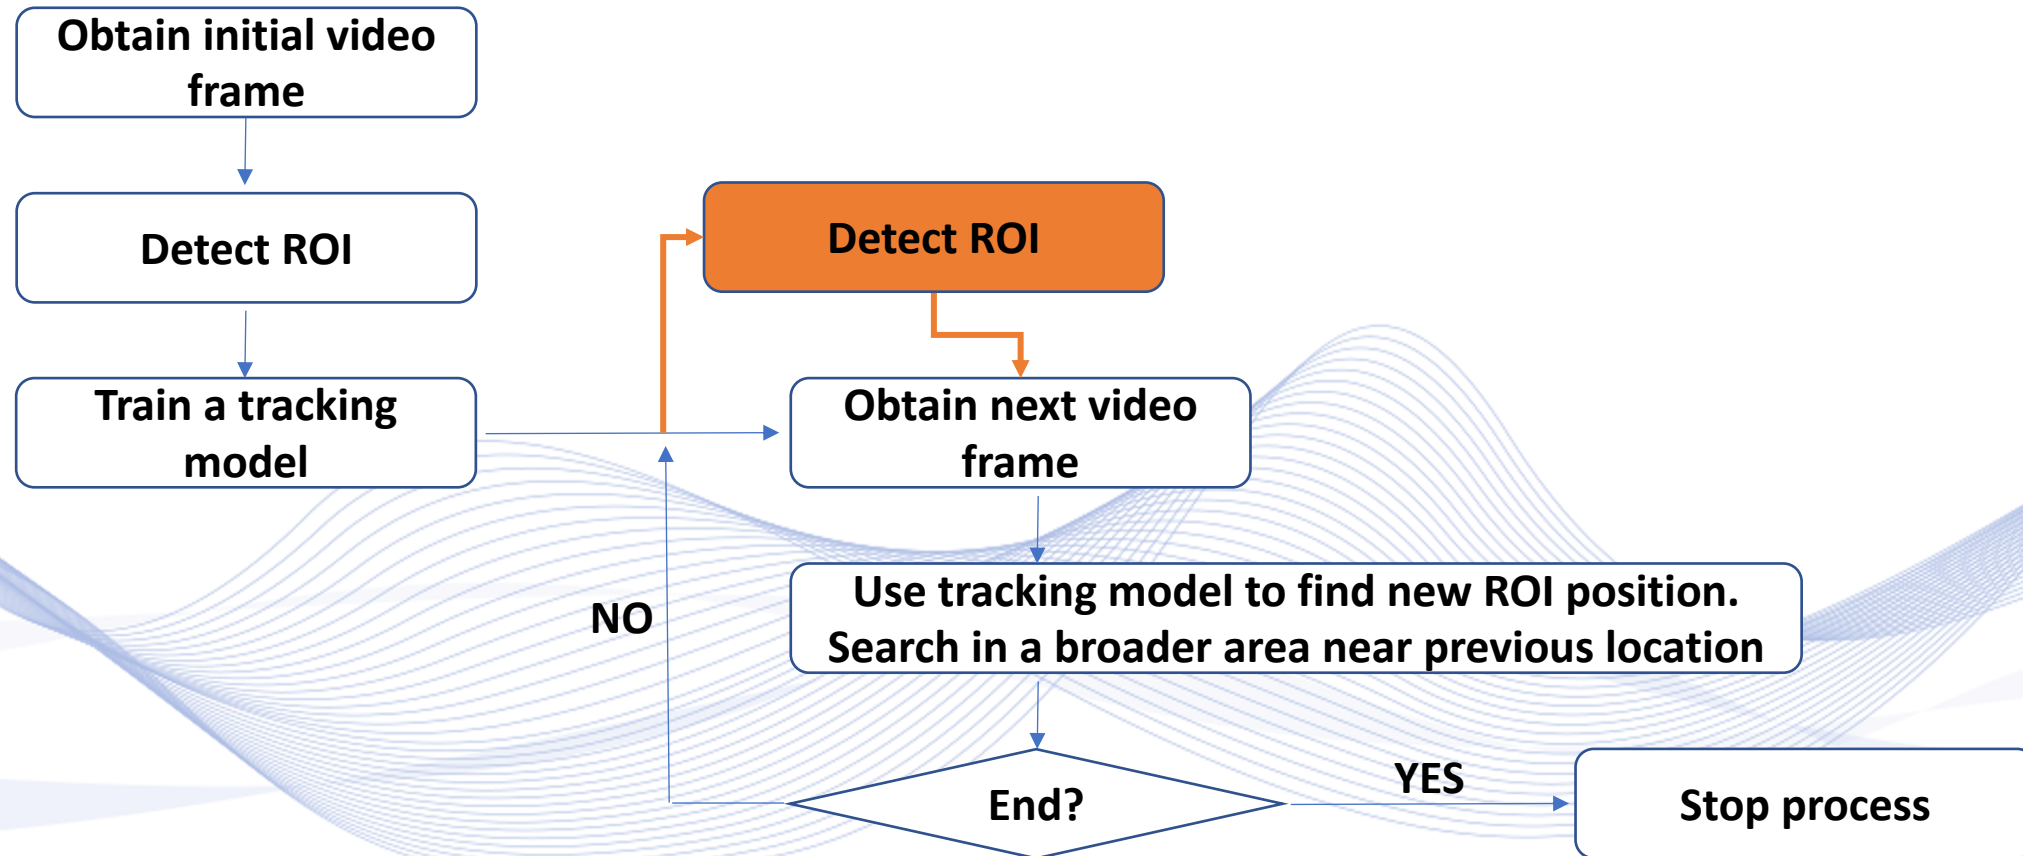 Obtain initial video
frame
Detect ROI
Train a tracking
model
Detect ROI
Obtain next video
frame
Use tracking model to find new ROI position.
Search in a broader area near previous location
NO
End?
YES
Stop process